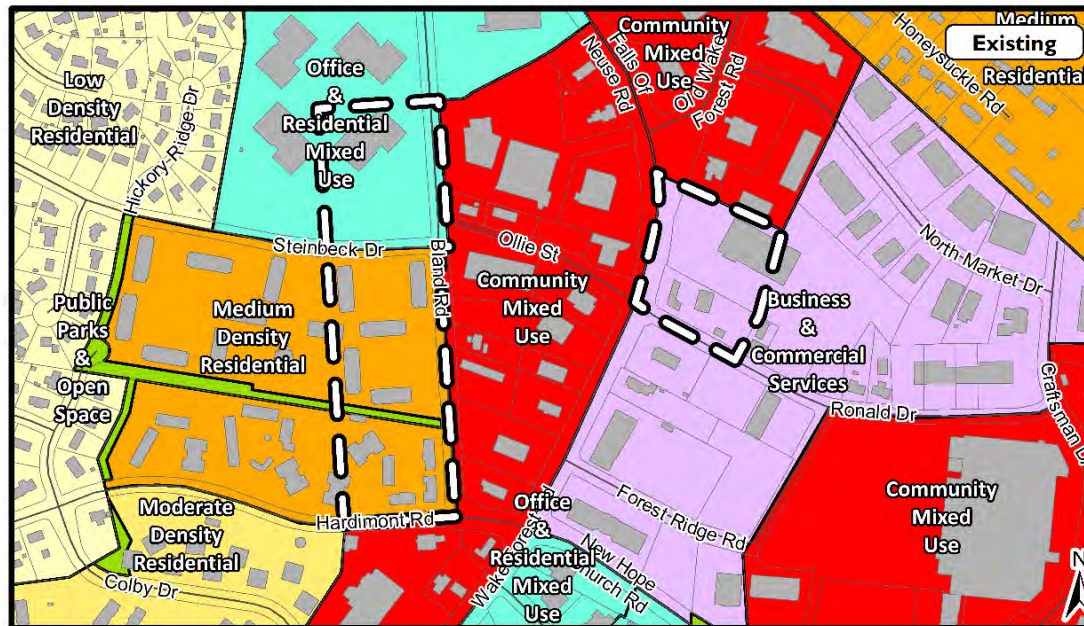 Existing
Medium
Residential
Honeysuckle Rd
Community
Mixed
Use
Falls Of
Neuse Rd
Old Wake
Forest Rd
Office
&
Residential
Mixed
Use
Low
Density
Residential
Hickory Ridge Dr
Steinbeck Dr
Bland Rd
Ollie St
North Market Dr
Public
Parks
&
Open
Space
Medium
Density
Residential
Community
Mixed
Use
Business
&
Commercial
Services
Ronald Dr
Craftsman D
Moderate
Density
Residential
Hardimont Rd
Colby Dr
Wake Forest
Office
&
Residential
Mixed
Use
Forest Ridge Rd
New Hope
Church Rd
Community
Mixed
Use
N